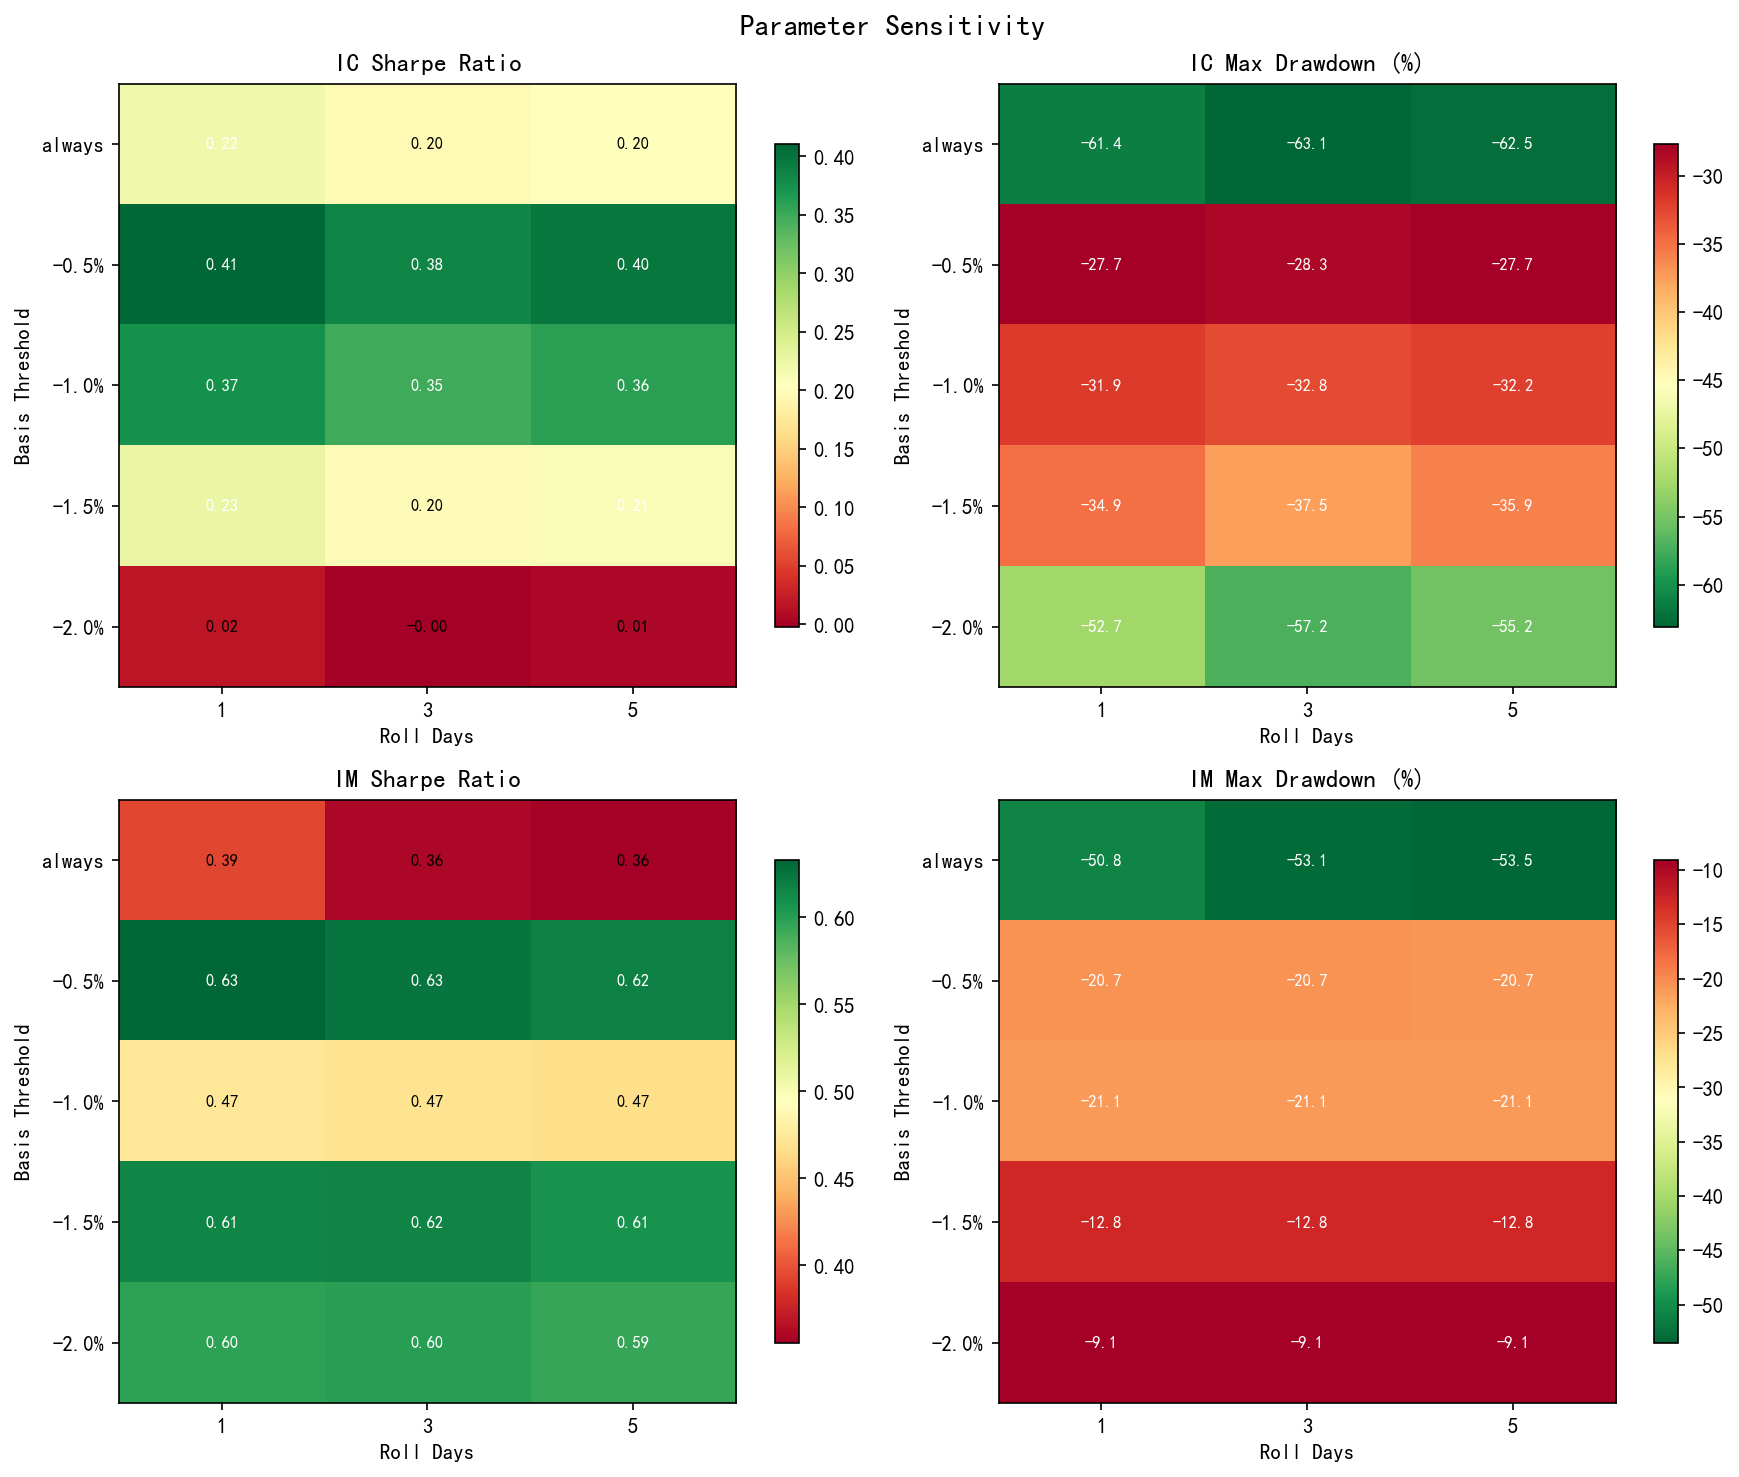 Parameter Sensitivity
IC Sharpe Ratio
Basis Threshold
always
−0.5%
−1.0%
−1.5%
−2.0%
0.22 0.20 0.20
0.41 0.38 0.40
0.37 0.35 0.36
0.23 0.20 0.21
0.02 −0.00 0.01
1 3 5
Roll Days
0.40
0.35
0.30
0.25
0.20
0.15
0.10
0.05
0.00
IC Max Drawdown (%)
Basis Threshold
always
−0.5%
−1.0%
−1.5%
−2.0%
−61.4 −63.1 −62.5
−27.7 −28.3 −27.7
−31.9 −32.8 −32.2
−34.9 −37.5 −35.9
−52.7 −57.2 −55.2
1 3 5
Roll Days
−30
−35
−40
−45
−50
−55
−60
IM Sharpe Ratio
Basis Threshold
always
−0.5%
−1.0%
−1.5%
−2.0%
0.39 0.36 0.36
0.63 0.63 0.62
0.47 0.47 0.47
0.61 0.62 0.61
0.60 0.60 0.59
1 3 5
Roll Days
0.60
0.55
0.50
0.45
0.40
IM Max Drawdown (%)
Basis Threshold
always
−0.5%
−1.0%
−1.5%
−2.0%
−50.8 −53.1 −53.5
−20.7 −20.7 −20.7
−21.1 −21.1 −21.1
−12.8 −12.8 −12.8
−9.1 −9.1 −9.1
1 3 5
Roll Days
−10
−15
−20
−25
−30
−35
−40
−45
−50